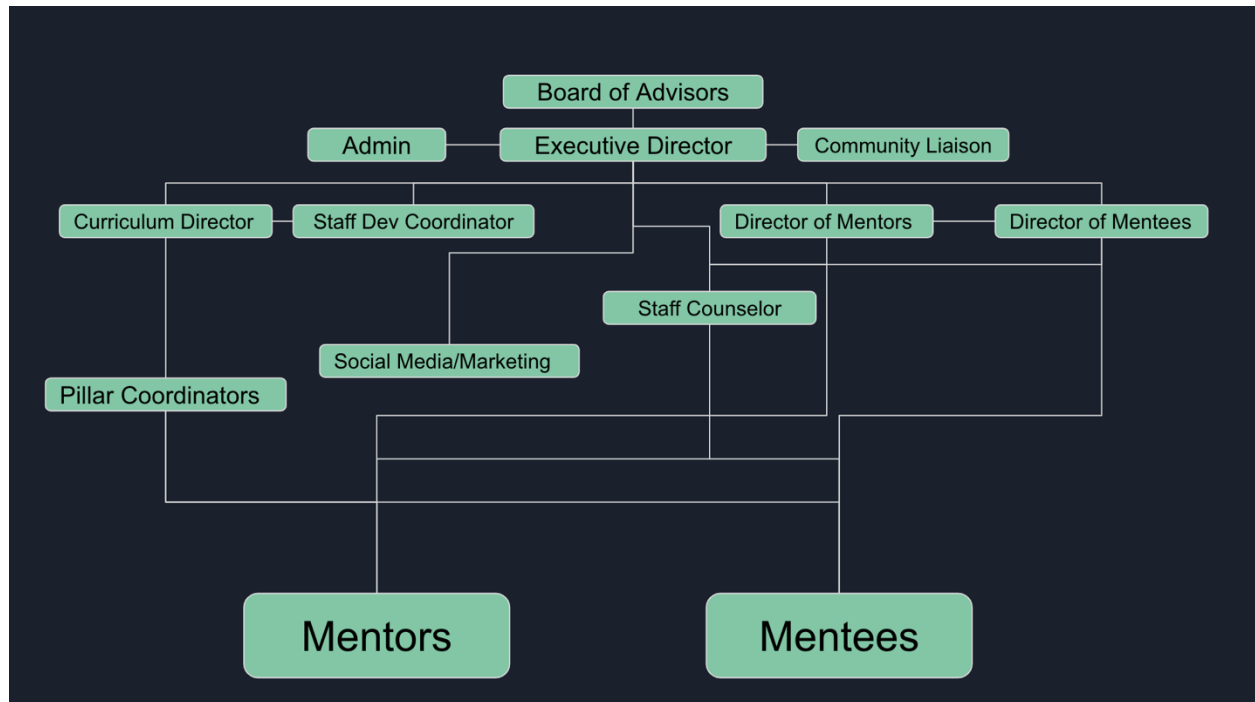 Board of Advisors
Admin
Executive Director
Community Liaison
Curriculum Director
Staff Dev Coordinator
Director of Mentors
Director of Mentees
Staff Counselor
Social Media/Marketing
Pillar Coordinators
Mentors
Mentees